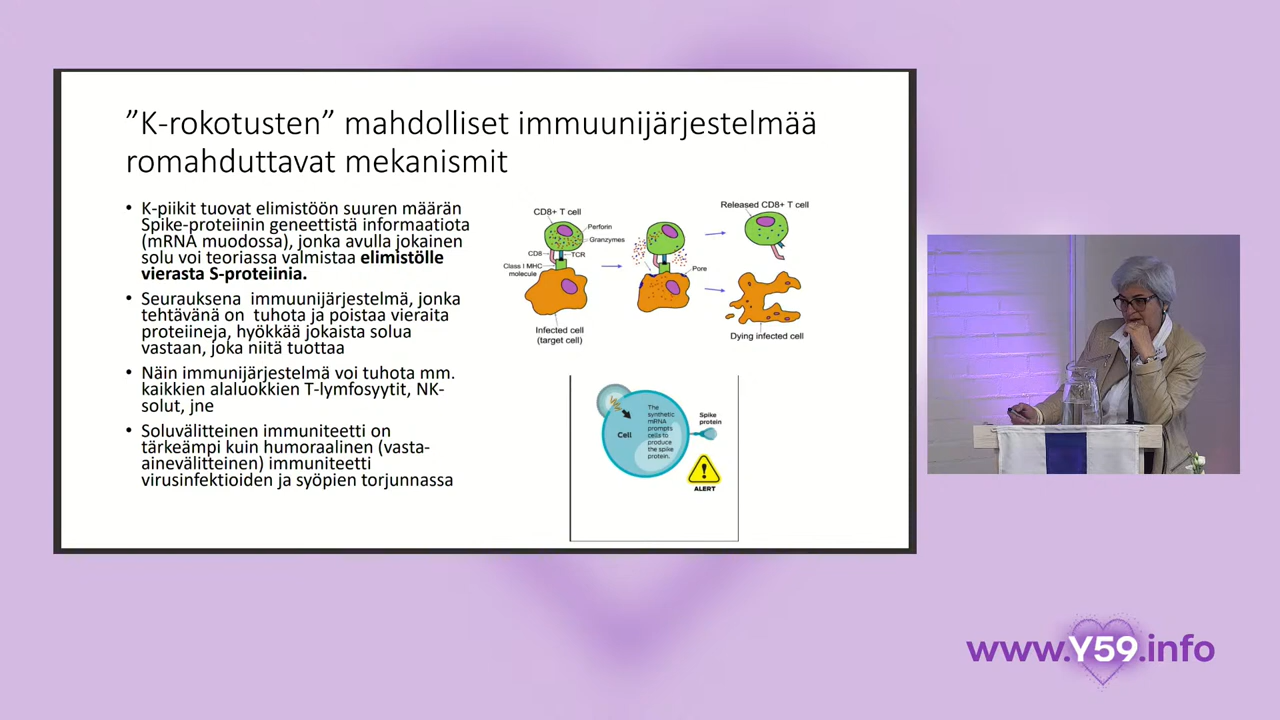 ”K-rokotusten” mahdolliset immuunijärjestelmää
romahduttavat mekanismit
• K-piikit tuovat elimistöön suuren määrän
Spike-proteiinin geneettistä informaatiota
(mRNA muodossa), jonka avulla jokainen
solu voi teoriassa valmistaa elimistölle
vierasta S-proteiinia.
• Seurauksena immuunijärjestelmä, jonka
tehtävänä on tuhota ja poistaa vieraita
proteiineja, hyökkää jokaista solua
vastaan, joka niitä tuottaa
• Näin immunijärjestelmä voi tuhota mm.
kaikkien alaluokkien T-lymfosyytit, NK-
solut, jne
• Soluvälitteinen immuniteetti on
tärkeämpi kuin humoraalinen (vasta-
ainevälitteinen) immuniteetti
virusinfektioiden ja syöpien torjunnassa
CD8+ T cell
Perforin
Granzymes
CD8
TCR
Class I MHC
molecule
Infected cell
(target cell)
Pore
Released CD8+ T cell
Dying infected cell
Cell
The
synthetic
mRNA
prompts
cells to
produce
the spike
protein.
Spike
protein
ALERT
www.Y59.info